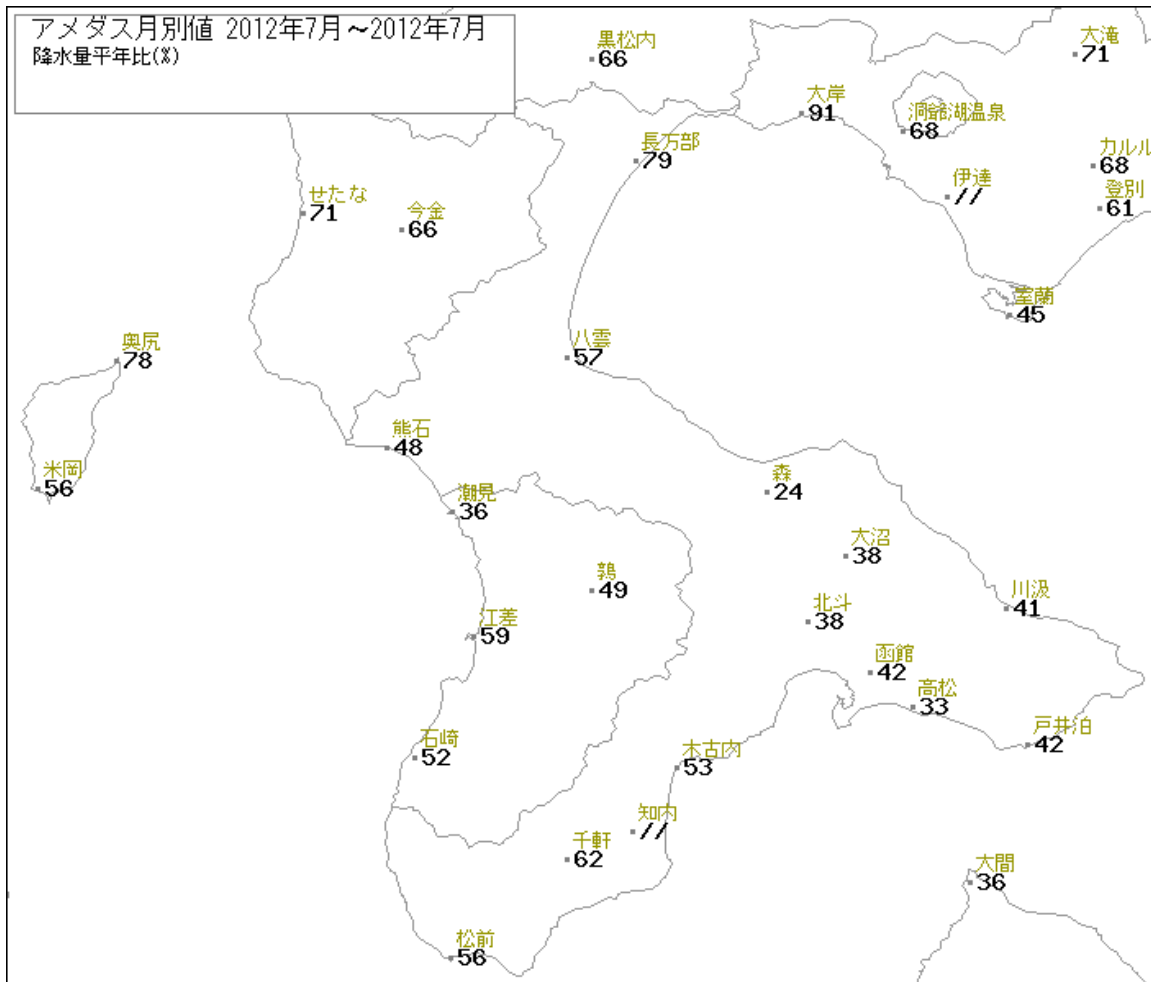 アメダス月別値 2012年7月～2012年7月
降水量平年比(%)
黒松内
66
大滝
71
大岸
91
洞爺湖温泉
68
長万部
79
カルル
68
伊達
//
登別
61
せたな
71
今金
66
室蘭
45
奥尻
78
八雲
57
熊石
48
米岡
56
森
24
潮見
36
大沼
38
鶉
49
川汲
41
北斗
38
江差
59
函館
42
高松
33
戸井泊
42
石崎
52
木古内
53
知内
//
千軒
62
大間
36
松前
56